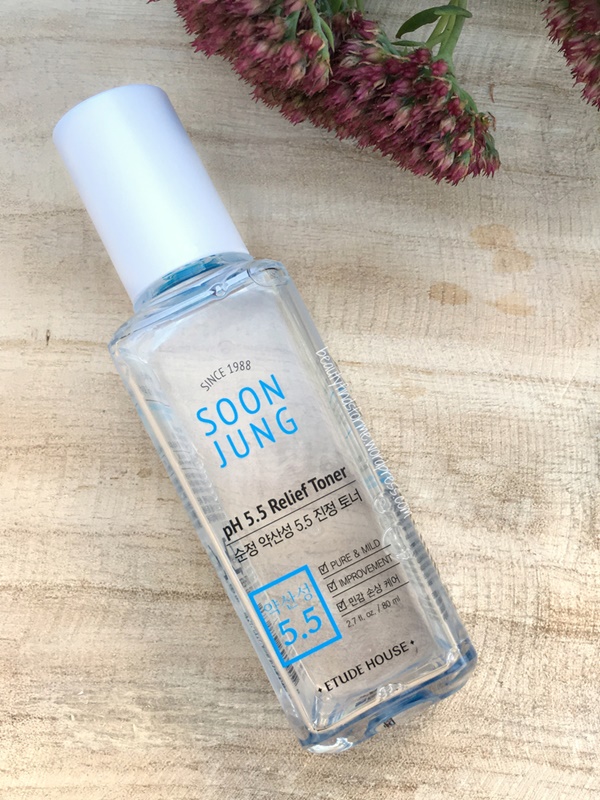 SINCE 1988
SOON
JUNG
pH 5.5 Relief Toner
순정 약산성 5.5 진정 토너
약산성
5.5
☑ PURE & MILD
☑ IMPROVEMENT
☑ 민감 손상 케어
2.7 fl. oz. / 80 ml
• ETUDE HOUSE •